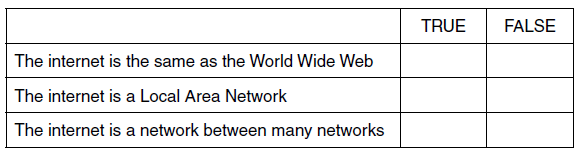 TRUE FALSE
The internet is the same as the World Wide Web
The internet is a Local Area Network
The internet is a network between many networks